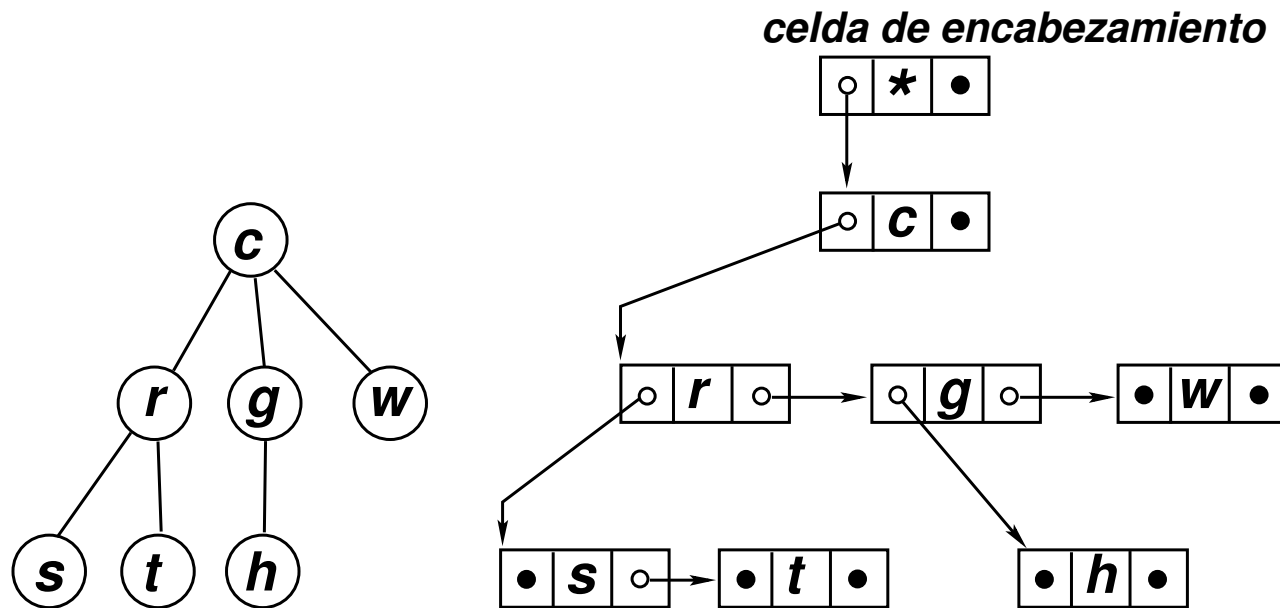 celda de encabezamiento
*
c
c
r g w
r g w
s t h
s t h